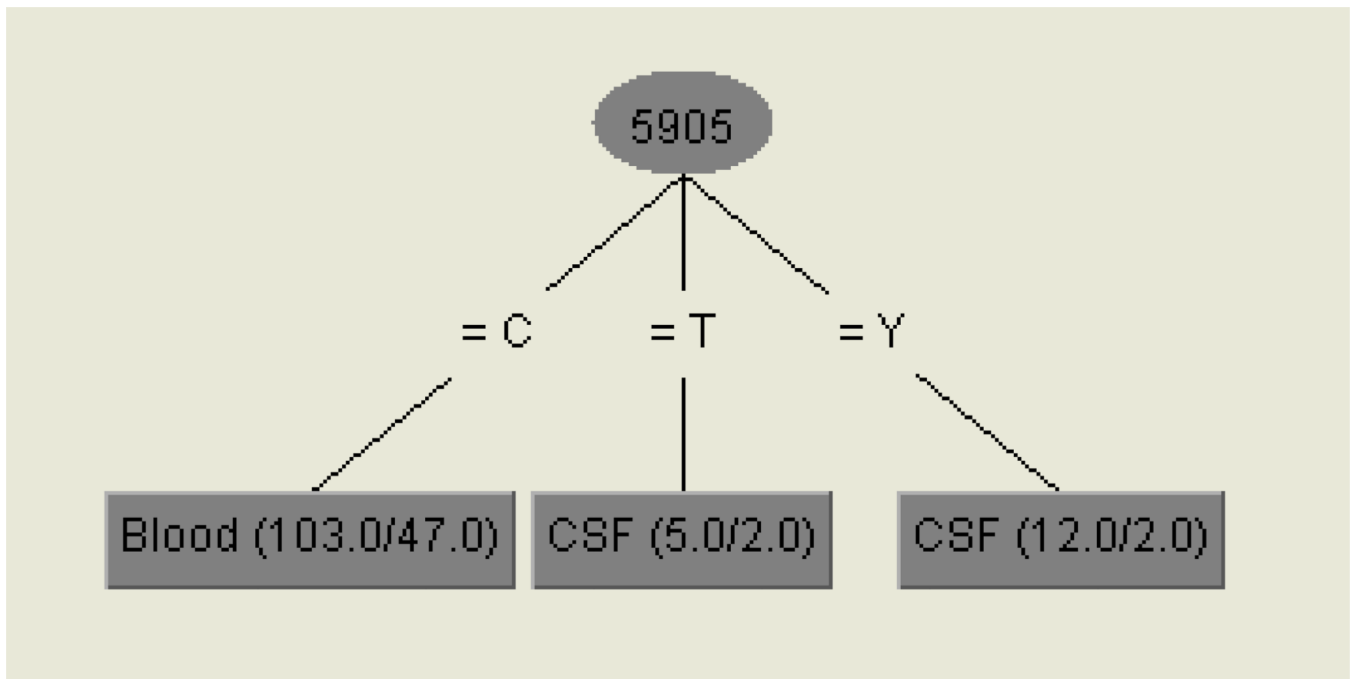 5905
= C = T = Y
Blood (103.0/47.0) CSF (5.0/2.0) CSF (12.0/2.0)